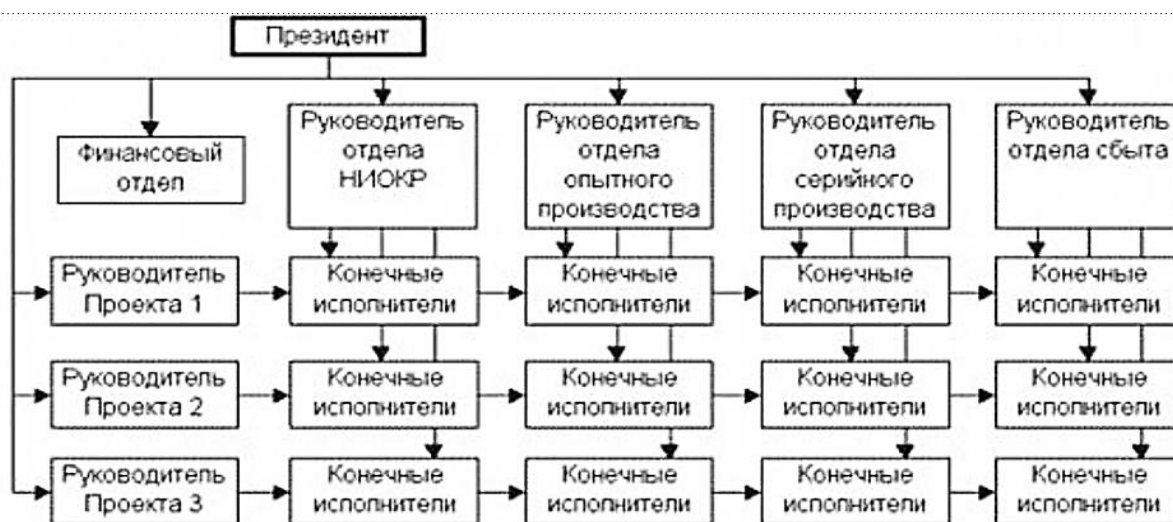 Президент
Финансовый
отдел
Руководитель
отдела
НИОКР
Руководитель
отдела
опытного
производства
Руководитель
отдела
серийного
производства
Руководитель
отдела сбыта
Руководитель
Проекта 1
Конечные
исполнители
Конечные
исполнители
Конечные
исполнители
Конечные
исполнители
Руководитель
Проекта 2
Конечные
исполнители
Конечные
исполнители
Конечные
исполнители
Конечные
исполнители
Руководитель
Проекта 3
Конечные
исполнители
Конечные
исполнители
Конечные
исполнители
Конечные
исполнители